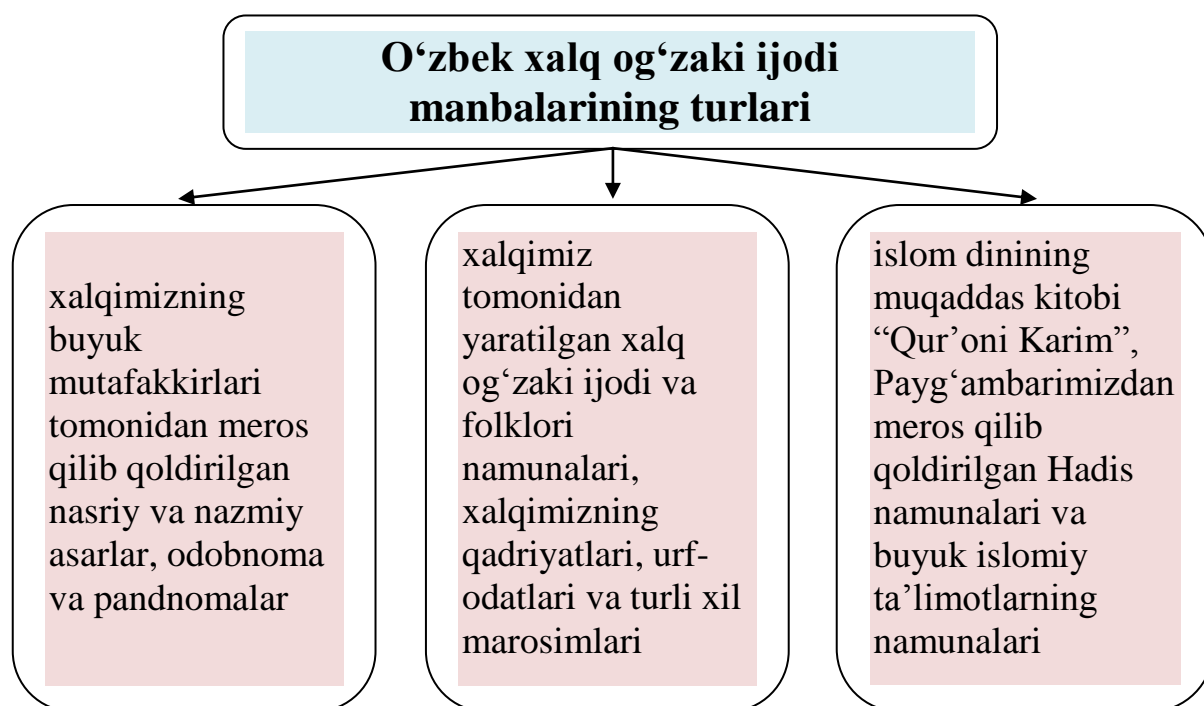 O‘zbek xalq og‘zaki ijodi
manbalarining turlari
xalqimizning
buyuk
mutafakkirlari
tomonidan meros
qilib qoldirilgan
nasriy va nazmiy
asarlar, odobnoma
va pandnomalar
xalqimiz
tomonidan
yaratilgan xalq
og‘zaki ijodi va
folklori
namunalari,
xalqimizning
qadriyatlari, urf-
odatlari va turli xil
marosimlari
islom dinining
muqaddas kitobi
“Qur’oni Karim”,
Payg‘ambarimizdan
meros qilib
qoldirilgan Hadis
namunalari va
buyuk islomiy
ta’limotlarning
namunalari